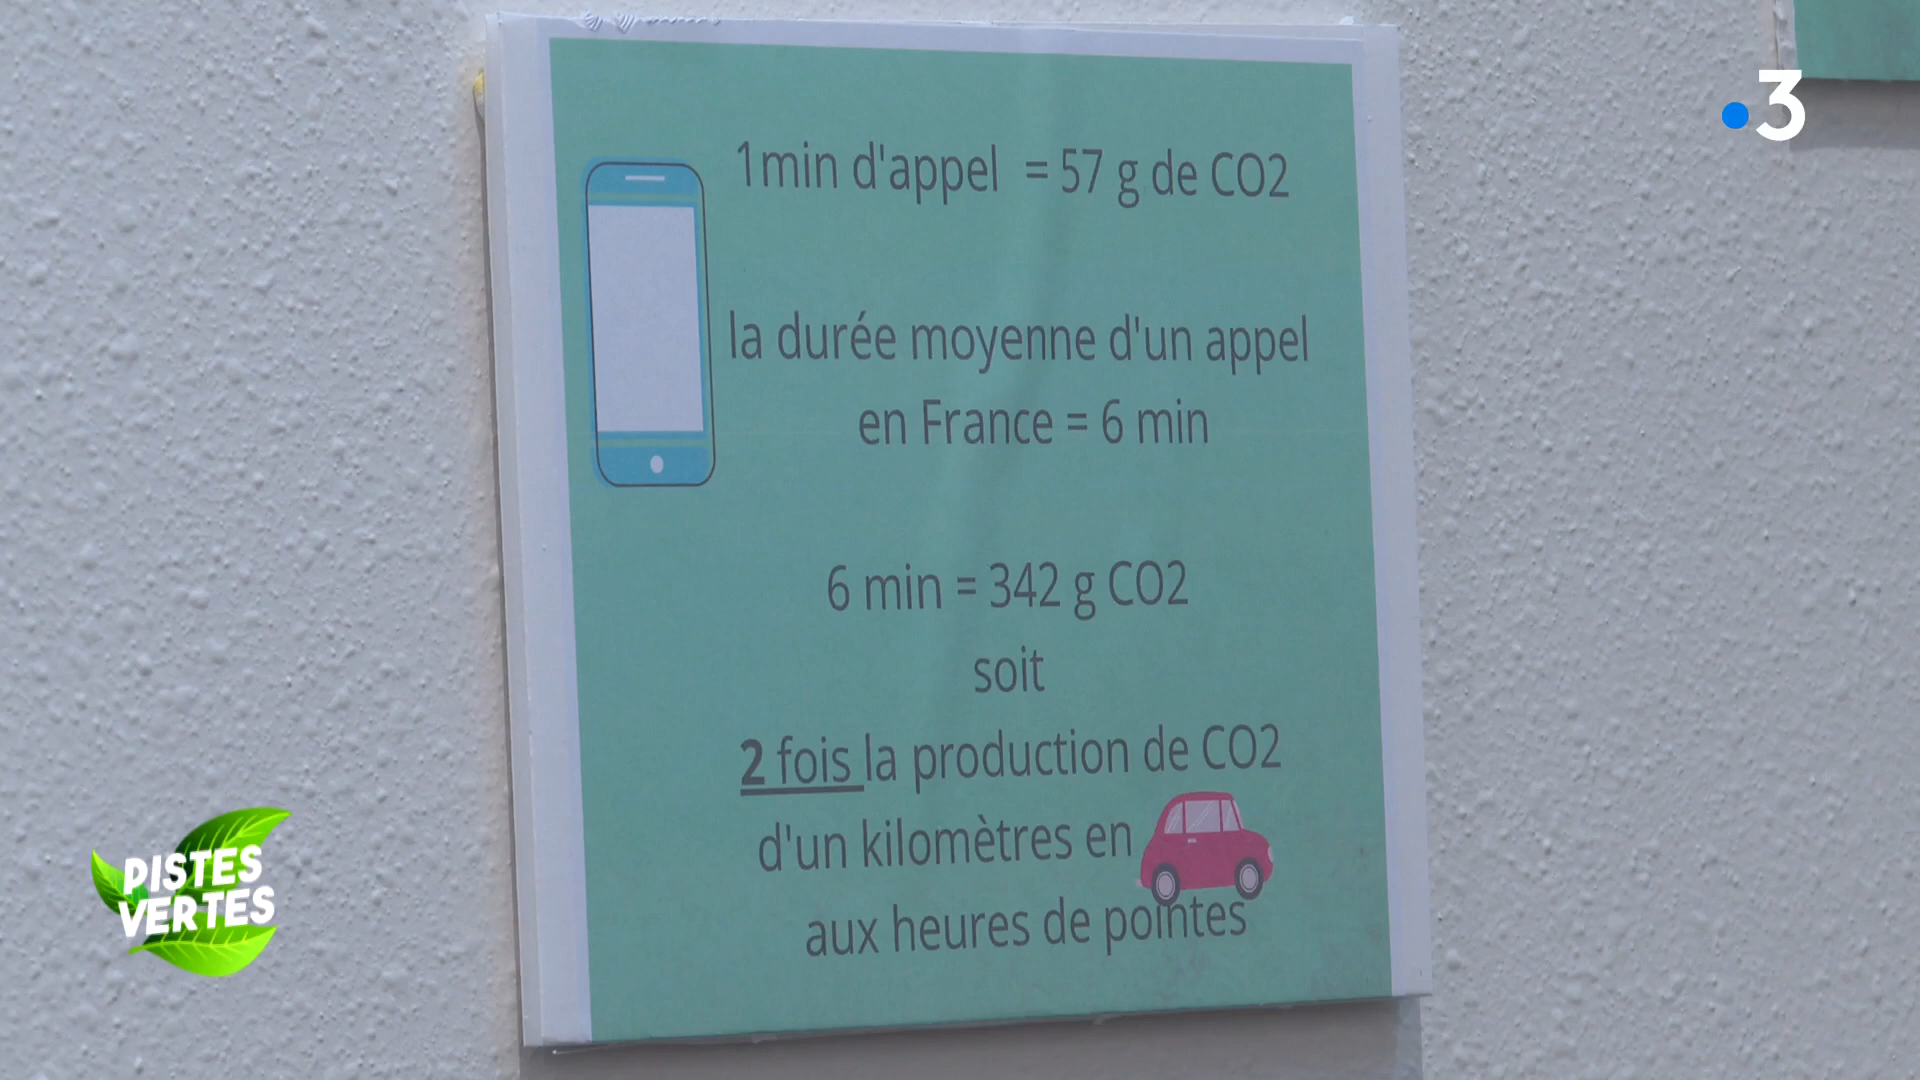 3
1min d'appel = 57 g de CO2
la durée moyenne d'un appel
en France = 6 min
6 min = 342 g CO2
soit
2 fois la production de CO2
d'un kilomètres en
aux heures de pointes
PISTES
VERTES